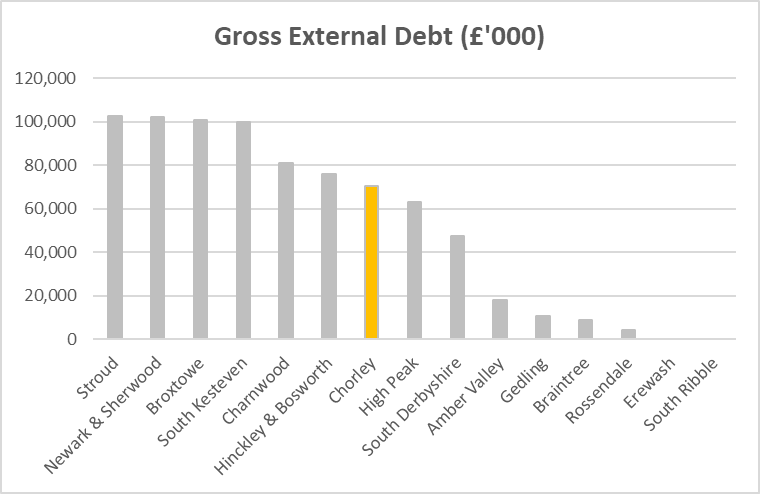 Gross External Debt (£'000)
120,000
100,000
80,000
60,000
40,000
20,000
0
Stroud
Newark & Sherwood
Broxtowe
South Kesteven
Charnwood
Hinckley & Bosworth
Chorley
High Peak
South Derbyshire
Amber Valley
Gedling
Braintree
Rossendale
Erewash
South Ribble